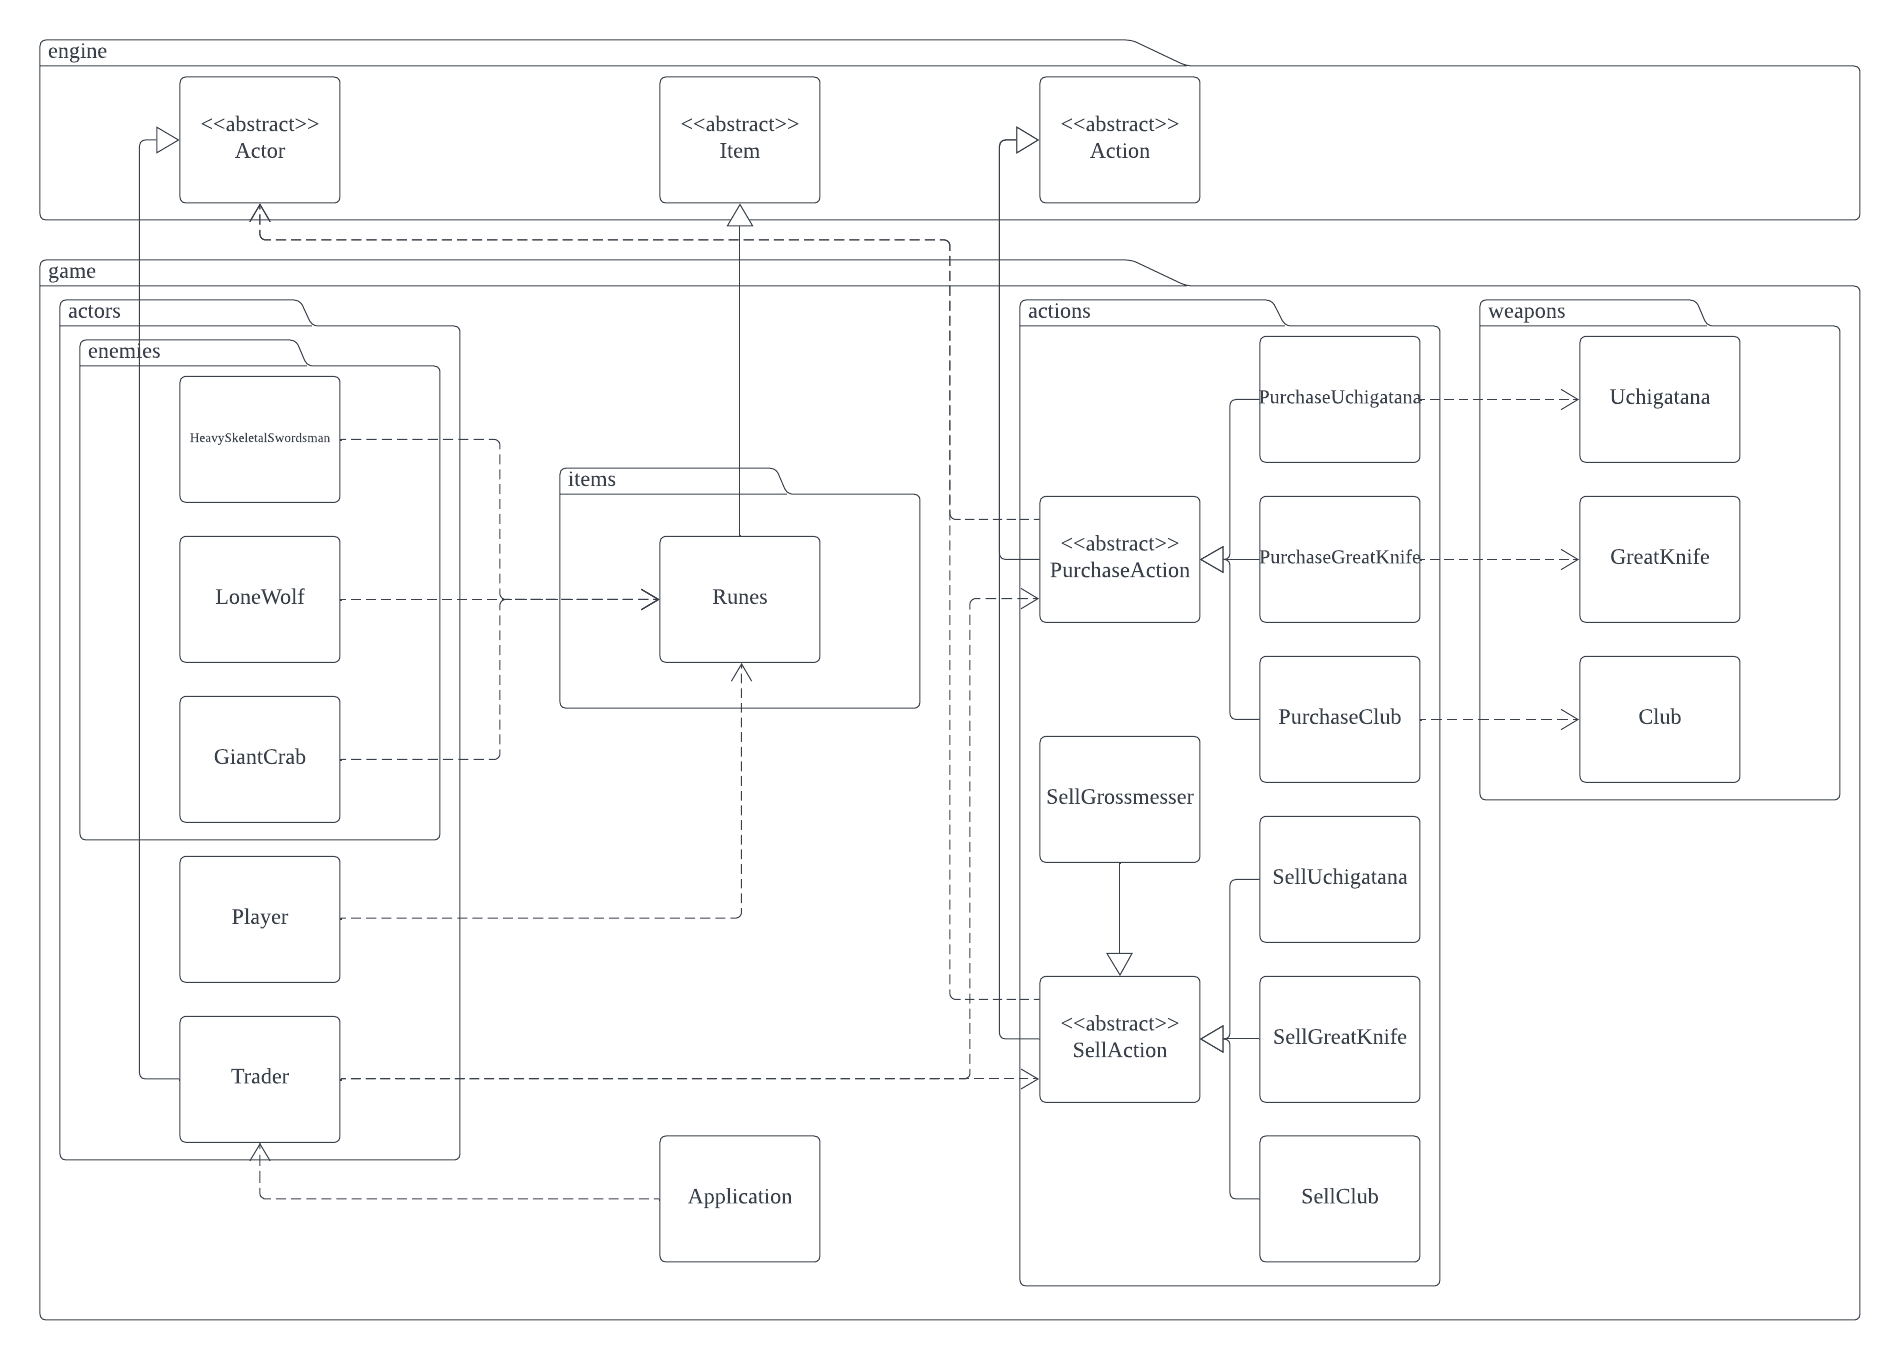 engine
<<abstract>>
Actor
<<abstract>>
Item
<<abstract>>
Action
game
actors
enemies
HeavySkeletalSwordsman
LoneWolf
GiantCrab
Player
Trader
items
Runes
Application
actions
PurchaseUchigatana
<<abstract>>
PurchaseAction
PurchaseGreatKnife
PurchaseClub
SellGrossmesser
SellUchigatana
<<abstract>>
SellAction
SellGreatKnife
SellClub
weapons
Uchigatana
GreatKnife
Club